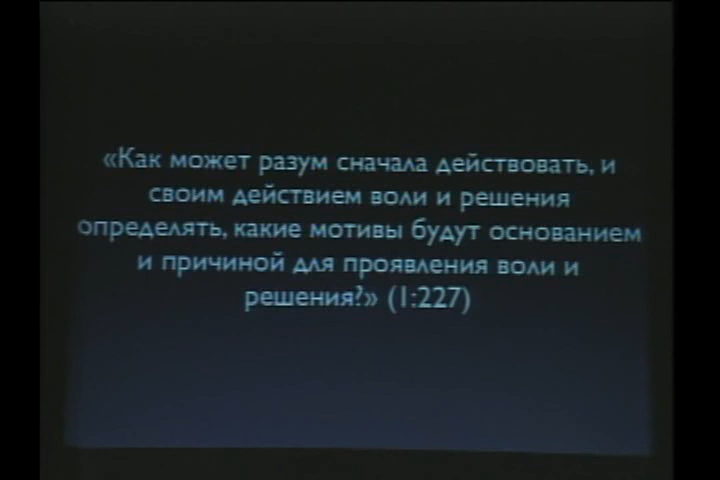 «Как может разум сначала действовать, и
своим действием воли и решения
определять, какие мотивы будут основанием
и причиной для проявления воли и
решения?» (1:227)